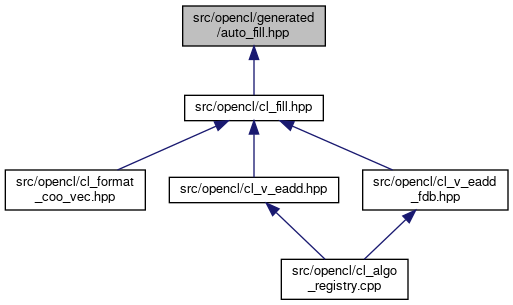 src/opencl/generated
/auto_fill.hpp
src/opencl/cl_fill.hpp
src/opencl/cl_format
_coo_vec.hpp
src/opencl/cl_v_eadd.hpp
src/opencl/cl_v_eadd
_fdb.hpp
src/opencl/cl_algo
_registry.cpp